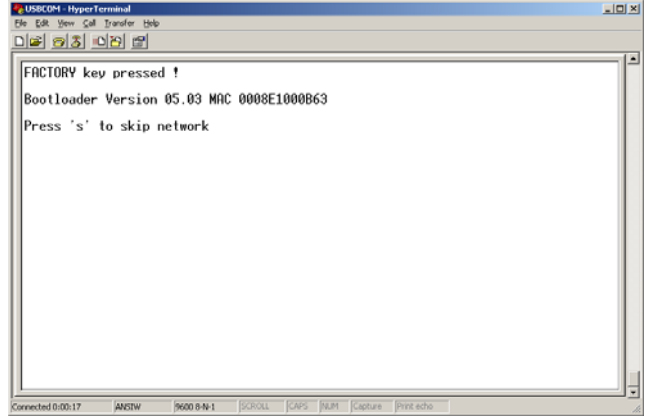 USBCOM - HyperTerminal
File Edit View Call Transfer Help
FACTORY key pressed !
Bootloader Version 05.03 MAC 0008E1000B63
Press 's' to skip network
Connected 0:00:17 ANSIW 9600 8-N-1 SCROLL CAPS NUM Capture Print echo